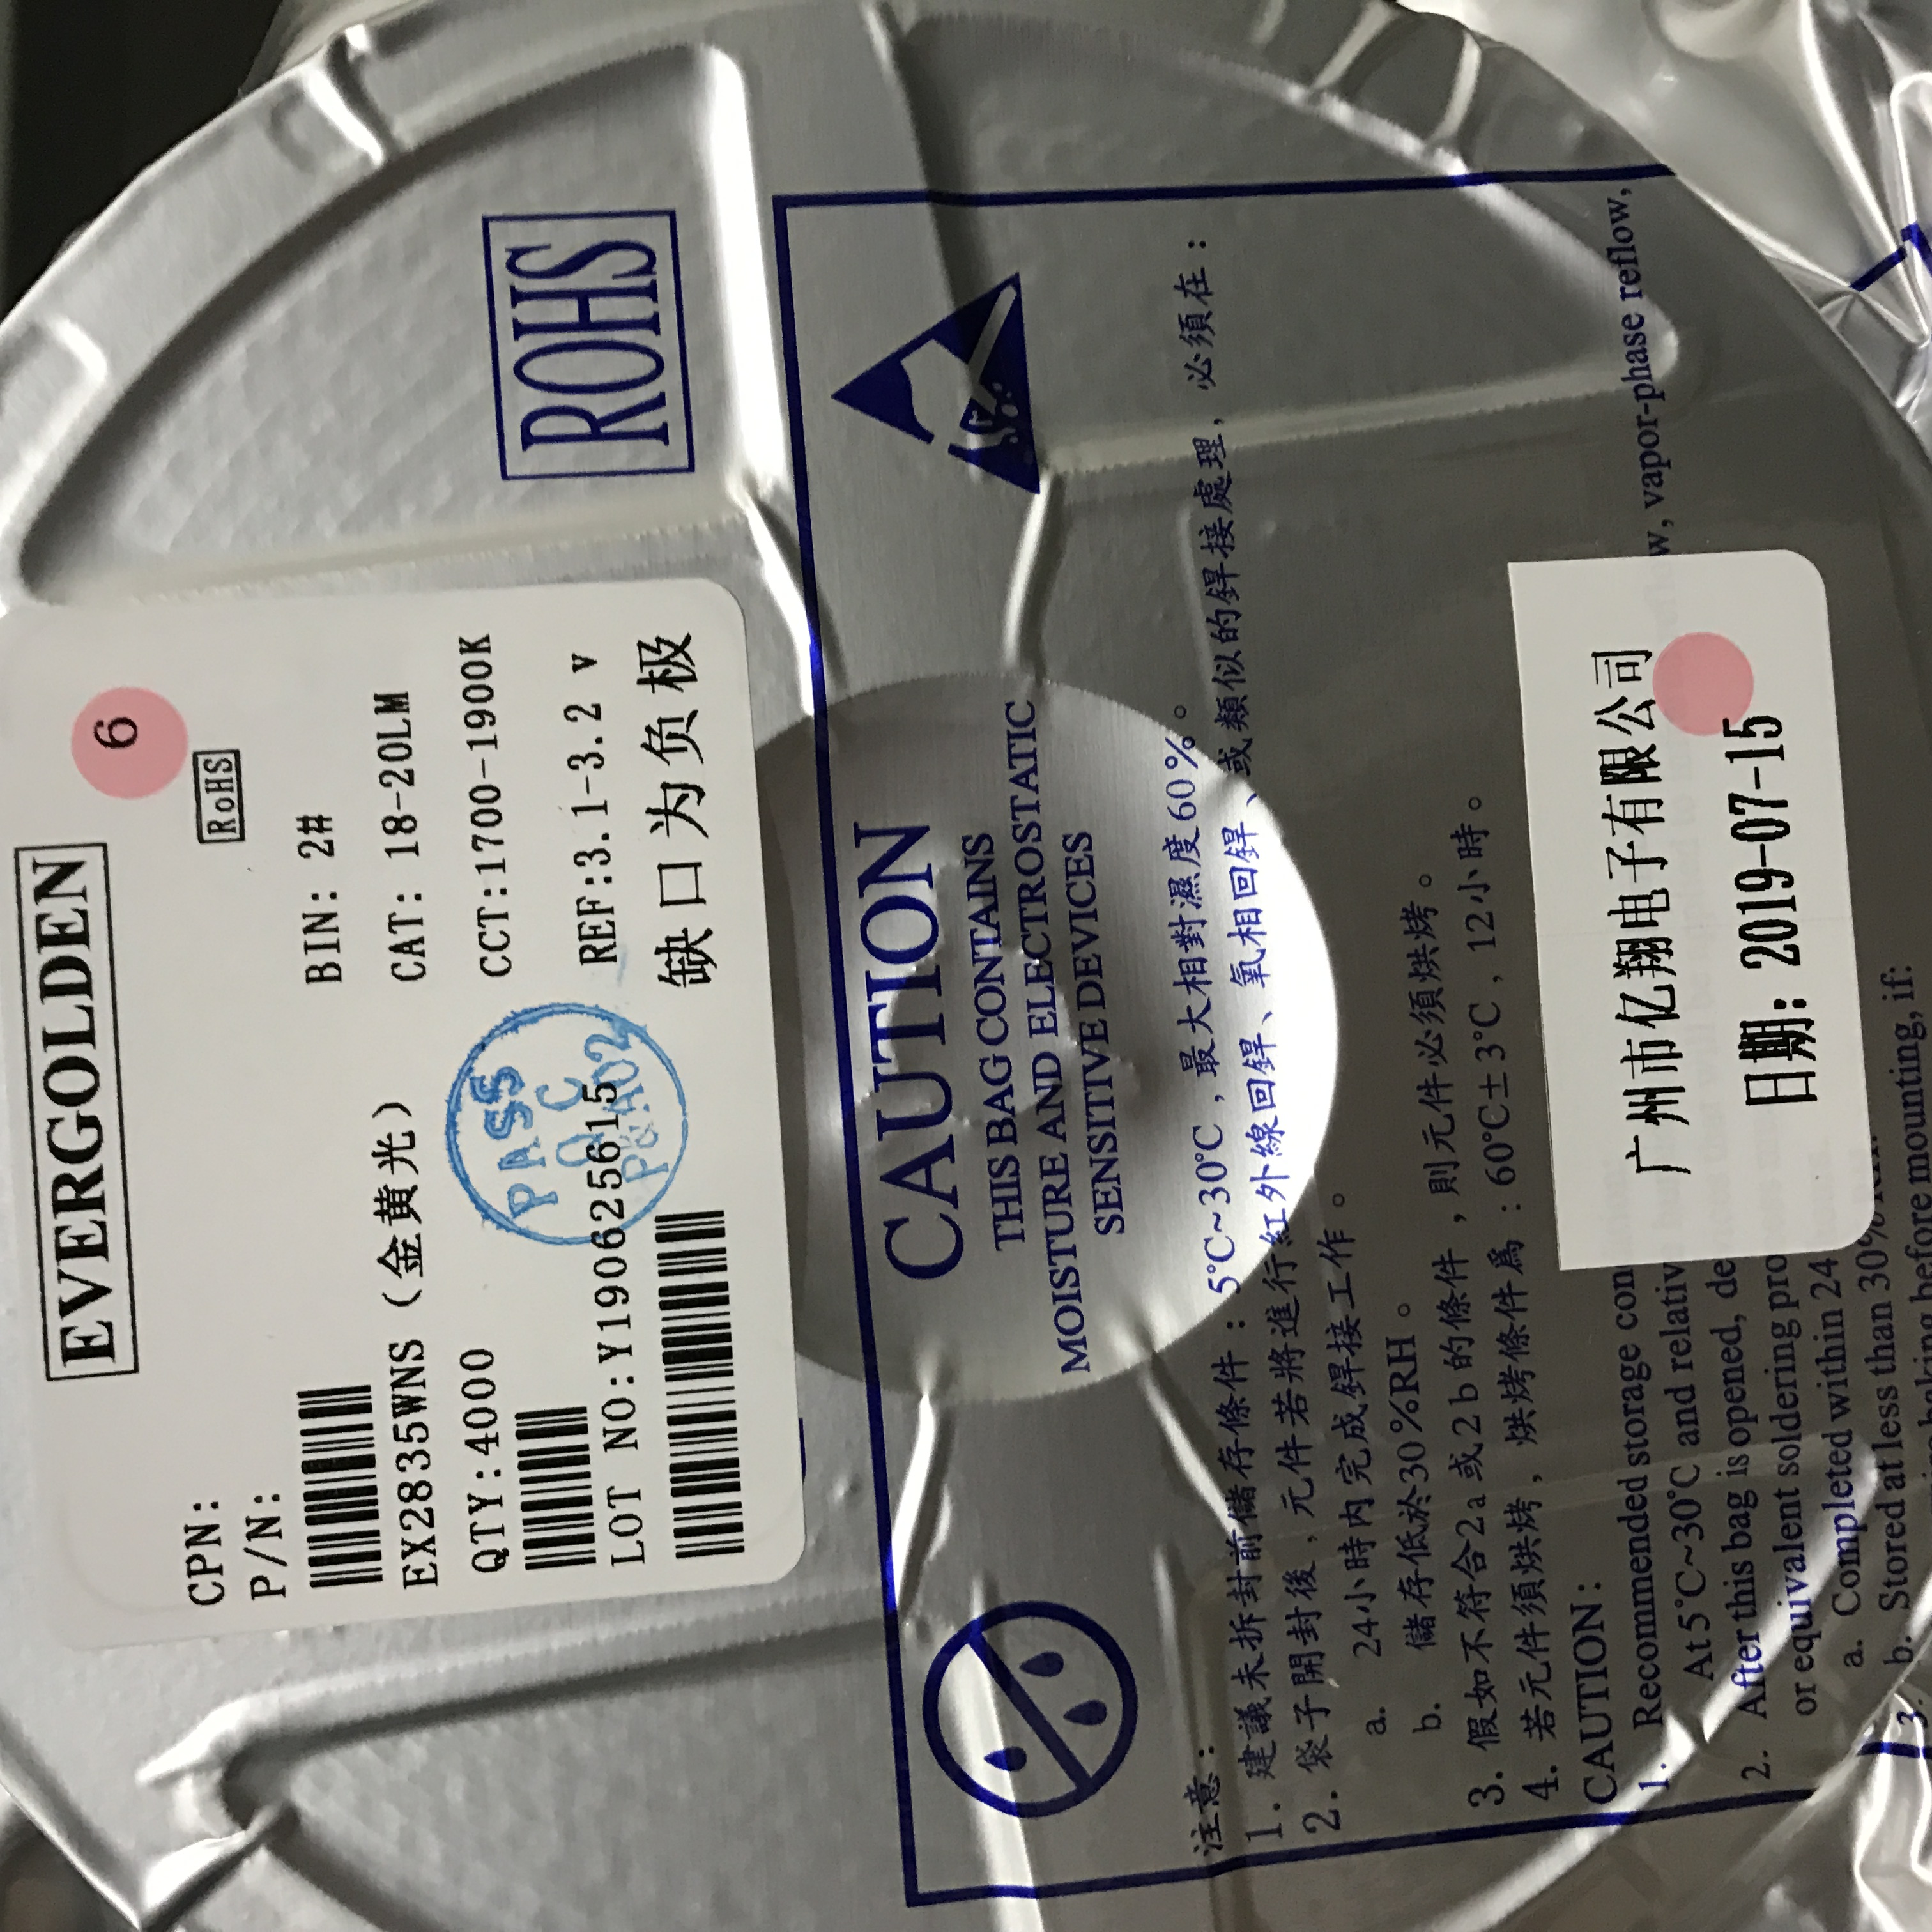 EVERGOLDEN
6
CPN:
RoHS
P/N:
BIN: 2#
EX2835WNS（金黄光）
CAT: 18-20LM
QTY:4000
CCT:1700-1900K
PASS
QC
P&A02
LOT NO:Y190625615
REF:3.1-3.2 v
缺口为负极
ROHS
CAUTION
THIS BAG CONTAINS
MOISTURE AND ELECTROSTATIC
SENSITIVE DEVICES
注意：
1. 建議未拆封前儲存條件：5℃~30℃，最大相對濕度60%。
2. 袋子開封後，元件若將進行紅外線回銲、氧相回銲、或類似的銲接處理，必須在：
a. 24小時內完成銲接工作。
b. 儲存低於30%RH。
3. 假如不符合2a或2b的條件，則元件必須烘烤。
4. 若元件須烘烤，烘烤條件爲：60℃±3℃，12小時。
CAUTION:
1. Recommended storage con
At 5℃~30℃ and relative
2. After this bag is opened, de w, vapor-phase reflow,
or equivalent soldering pro
a. Completed within 24
b. Stored at less than 30%
3. baking before mounting, if:
广州市亿翔电子有限公司
日期: 2019-07-15